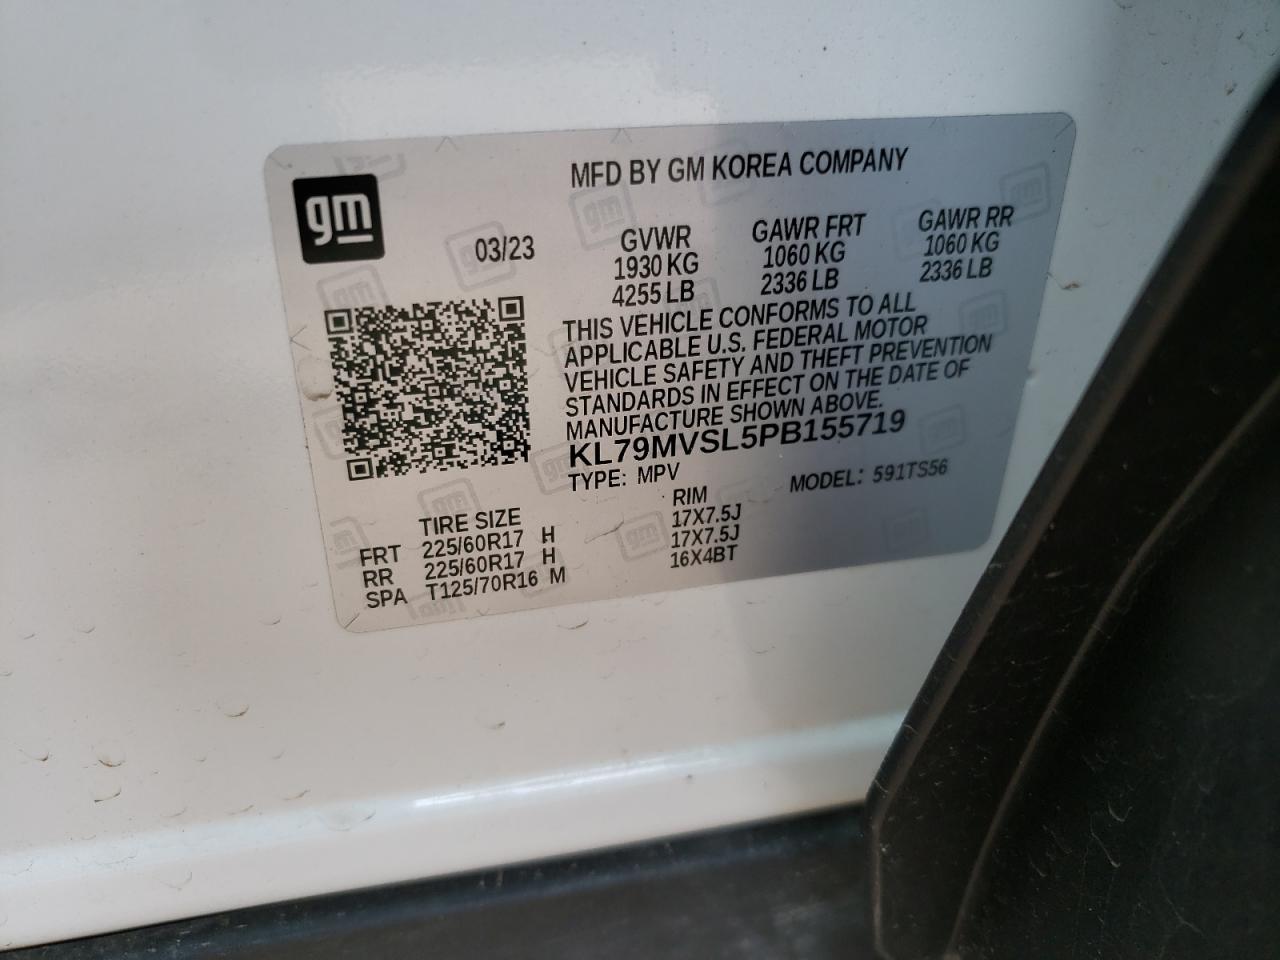 gm
MFD BY GM KOREA COMPANY
03/23
GVWR GAWR FRT GAWR RR
1930 KG 1060 KG 1060 KG
4255 LB 2336 LB 2336 LB
THIS VEHICLE CONFORMS TO ALL
APPLICABLE U.S. FEDERAL MOTOR
VEHICLE SAFETY AND THEFT PREVENTION
STANDARDS IN EFFECT ON THE DATE OF
MANUFACTURE SHOWN ABOVE.
KL79MVSL5PB155719
TYPE: MPV MODEL: 591TS56
TIRE SIZE RIM
FRT 225/60R17 H 17X7.5J
RR 225/60R17 H 17X7.5J
SPA T125/70R16 M 16X4BT